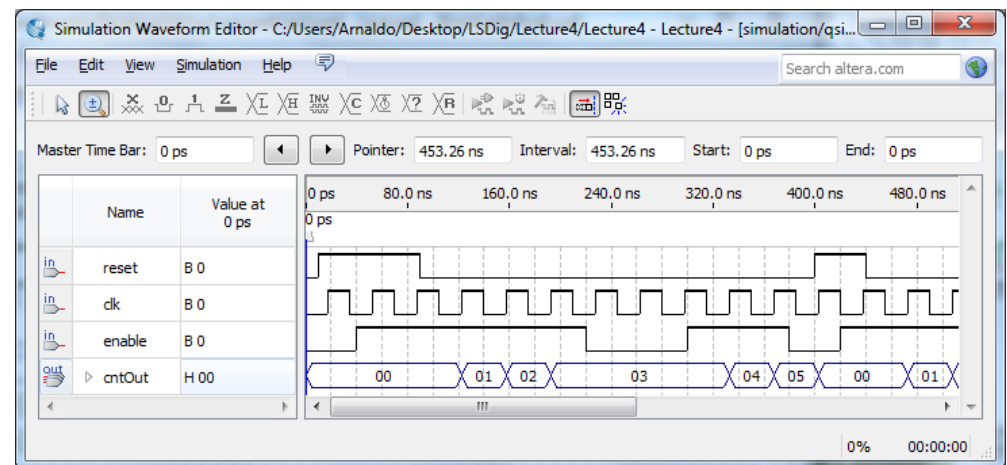 Simulation Waveform Editor - C:/Users/Arnaldo/Desktop/LSDig/Lecture4/Lecture4 - Lecture4 - [simulation/qsi...
File Edit View Simulation Help Search altera.com
Master Time Bar: 0 ps Pointer: 453.26 ns Interval: 453.26 ns Start: 0 ps End: 0 ps
Name Value at 0 ps
0 ps 80.0 ns 160.0 ns 240.0 ns 320.0 ns 400.0 ns 480.0 ns
0 ps
in reset B 0
in clk B 0
in enable B 0
out cntOut H 00 00 01 02 03 04 05 00 01
0% 00:00:00